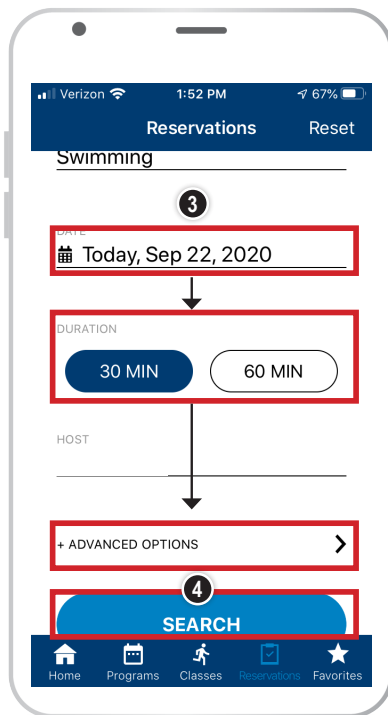 Verizon 1:52 PM 67%
Reservations Reset
Swimming
3
DATE
Today, Sep 22, 2020
DURATION
30 MIN 60 MIN
HOST
+ ADVANCED OPTIONS
4
SEARCH
Home Programs Classes Reservations Favorites